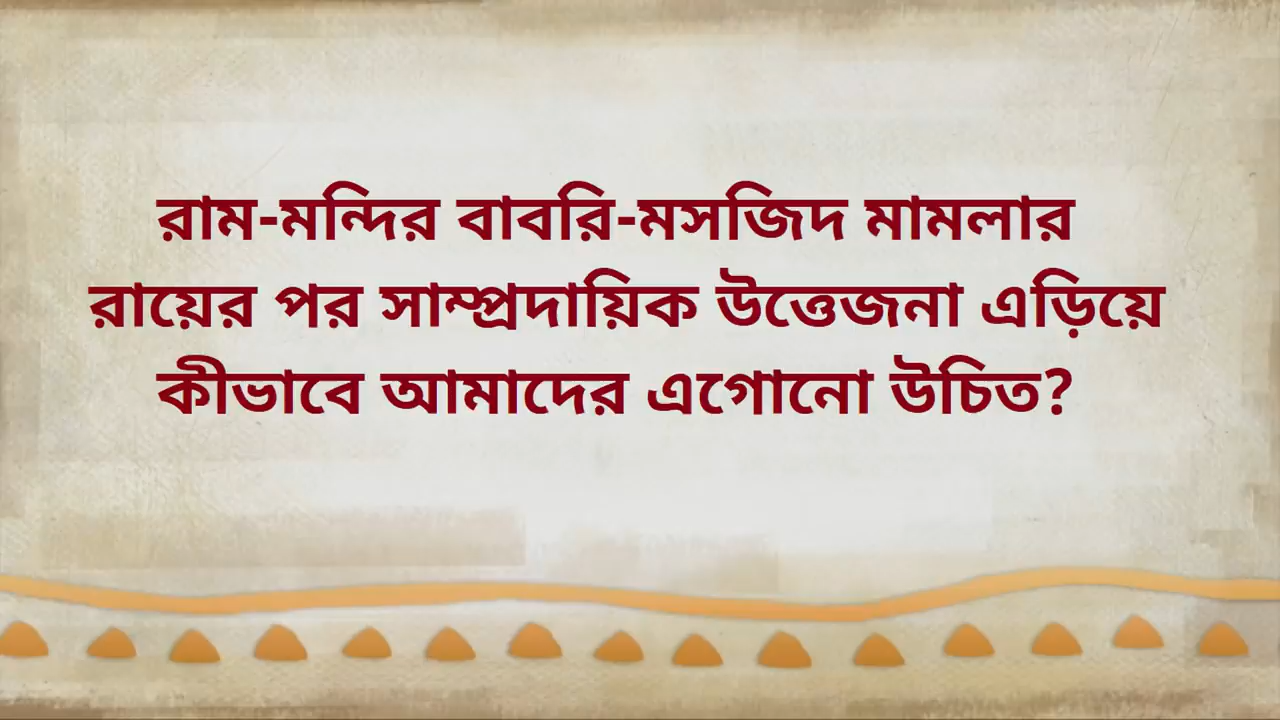 রাম-মন্দির বাবরি-মসজিদ মামলার
রায়ের পর সাম্প্রদায়িক উত্তেজনা এড়িয়ে
কীভাবে আমাদের এগোনো উচিত?